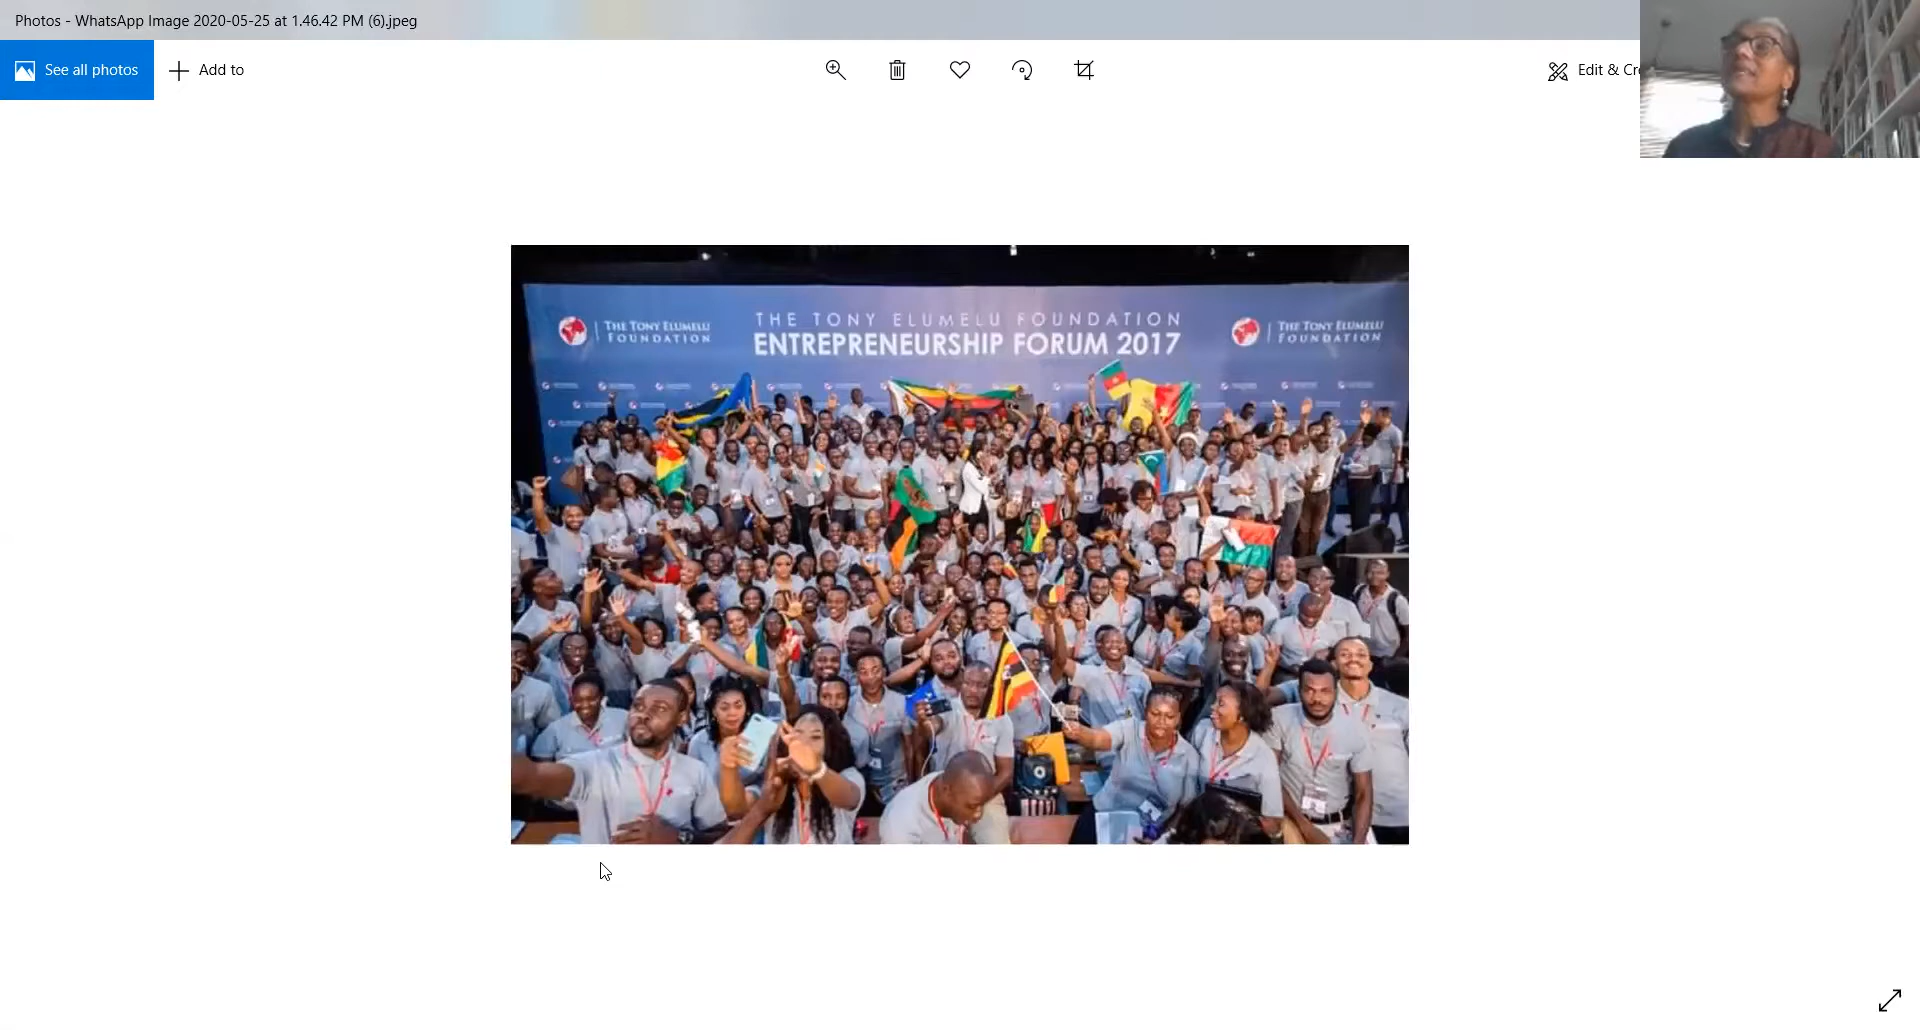 Photos - WhatsApp Image 2020-05-25 at 1.46.42 PM (6).jpeg
See all photos
Add to
Edit & Cr
THE TONY ELUMELU FOUNDATION
ENTREPRENEURSHIP FORUM 2017
THE TONY ELUMELU
FOUNDATION
THE TONY ELUMELU
FOUNDATION